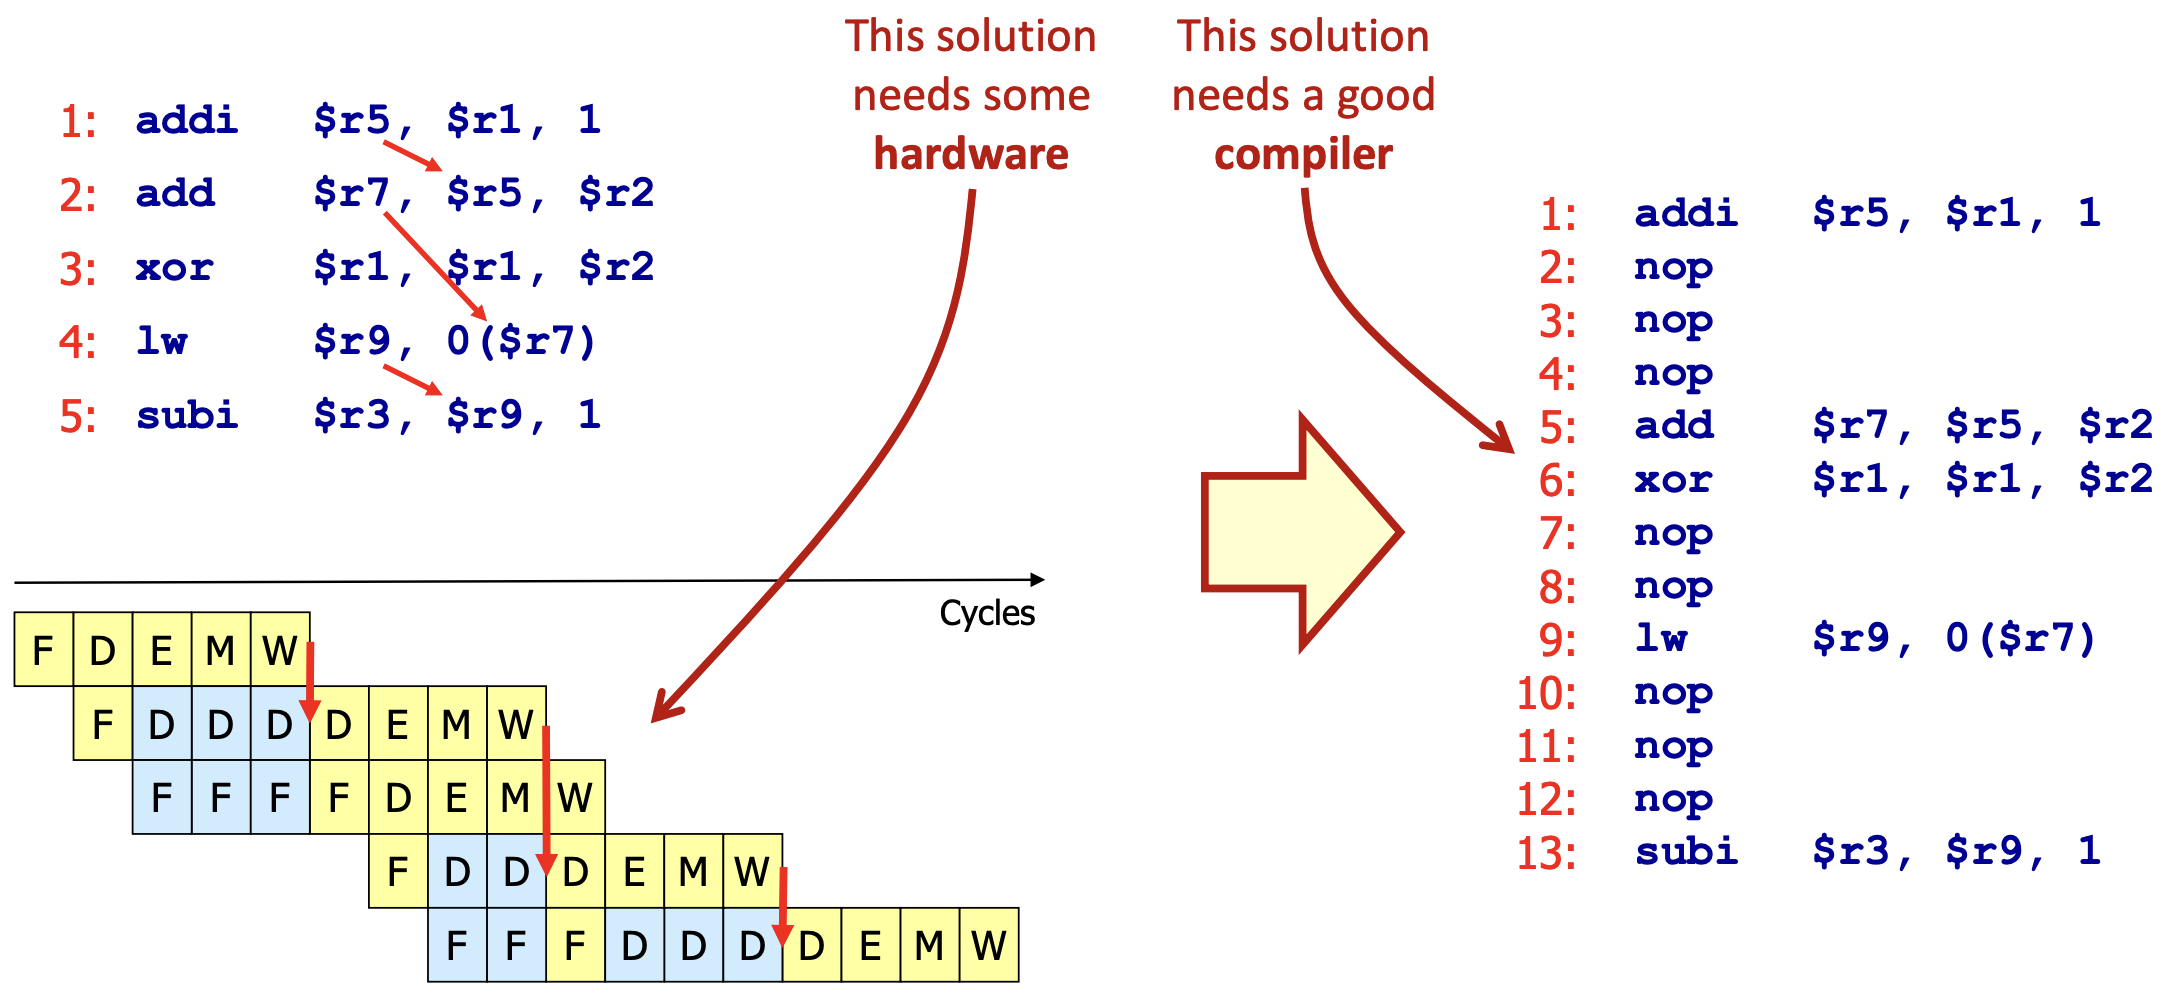 This solution
needs some
hardware
This solution
needs a good
compiler
1: addi $r5, $r1, 1
2: add $r7, $r5, $r2
3: xor $r1, $r1, $r2
4: lw $r9, 0($r7)
5: subi $r3, $r9, 1
Cycles
F D E M W
F D D D D E M W
F F F F D E M W
F D D D E M W
F F F D D D D E M W
1: addi $r5, $r1, 1
2: nop
3: nop
4: nop
5: add $r7, $r5, $r2
6: xor $r1, $r1, $r2
7: nop
8: nop
9: lw $r9, 0($r7)
10: nop
11: nop
12: nop
13: subi $r3, $r9, 1